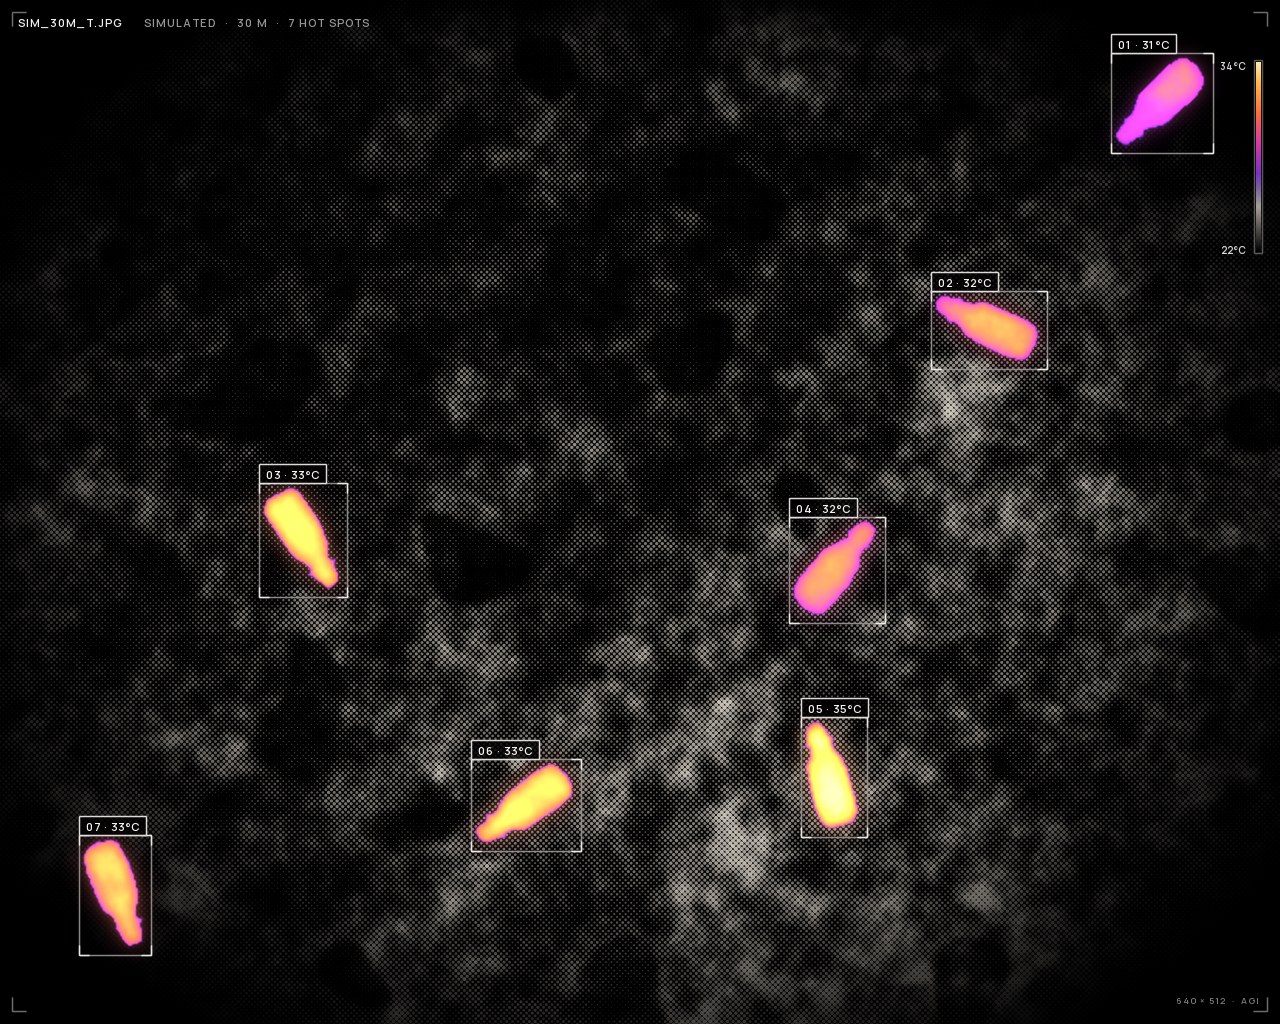 SIM_30M_T.JPG SIMULATED · 30 M · 7 HOT SPOTS
01 · 31°C
34°C
22°C
02 · 32°C
03 · 33°C
04 · 32°C
05 · 35°C
06 · 33°C
07 · 33°C
640 × 512 · AGI